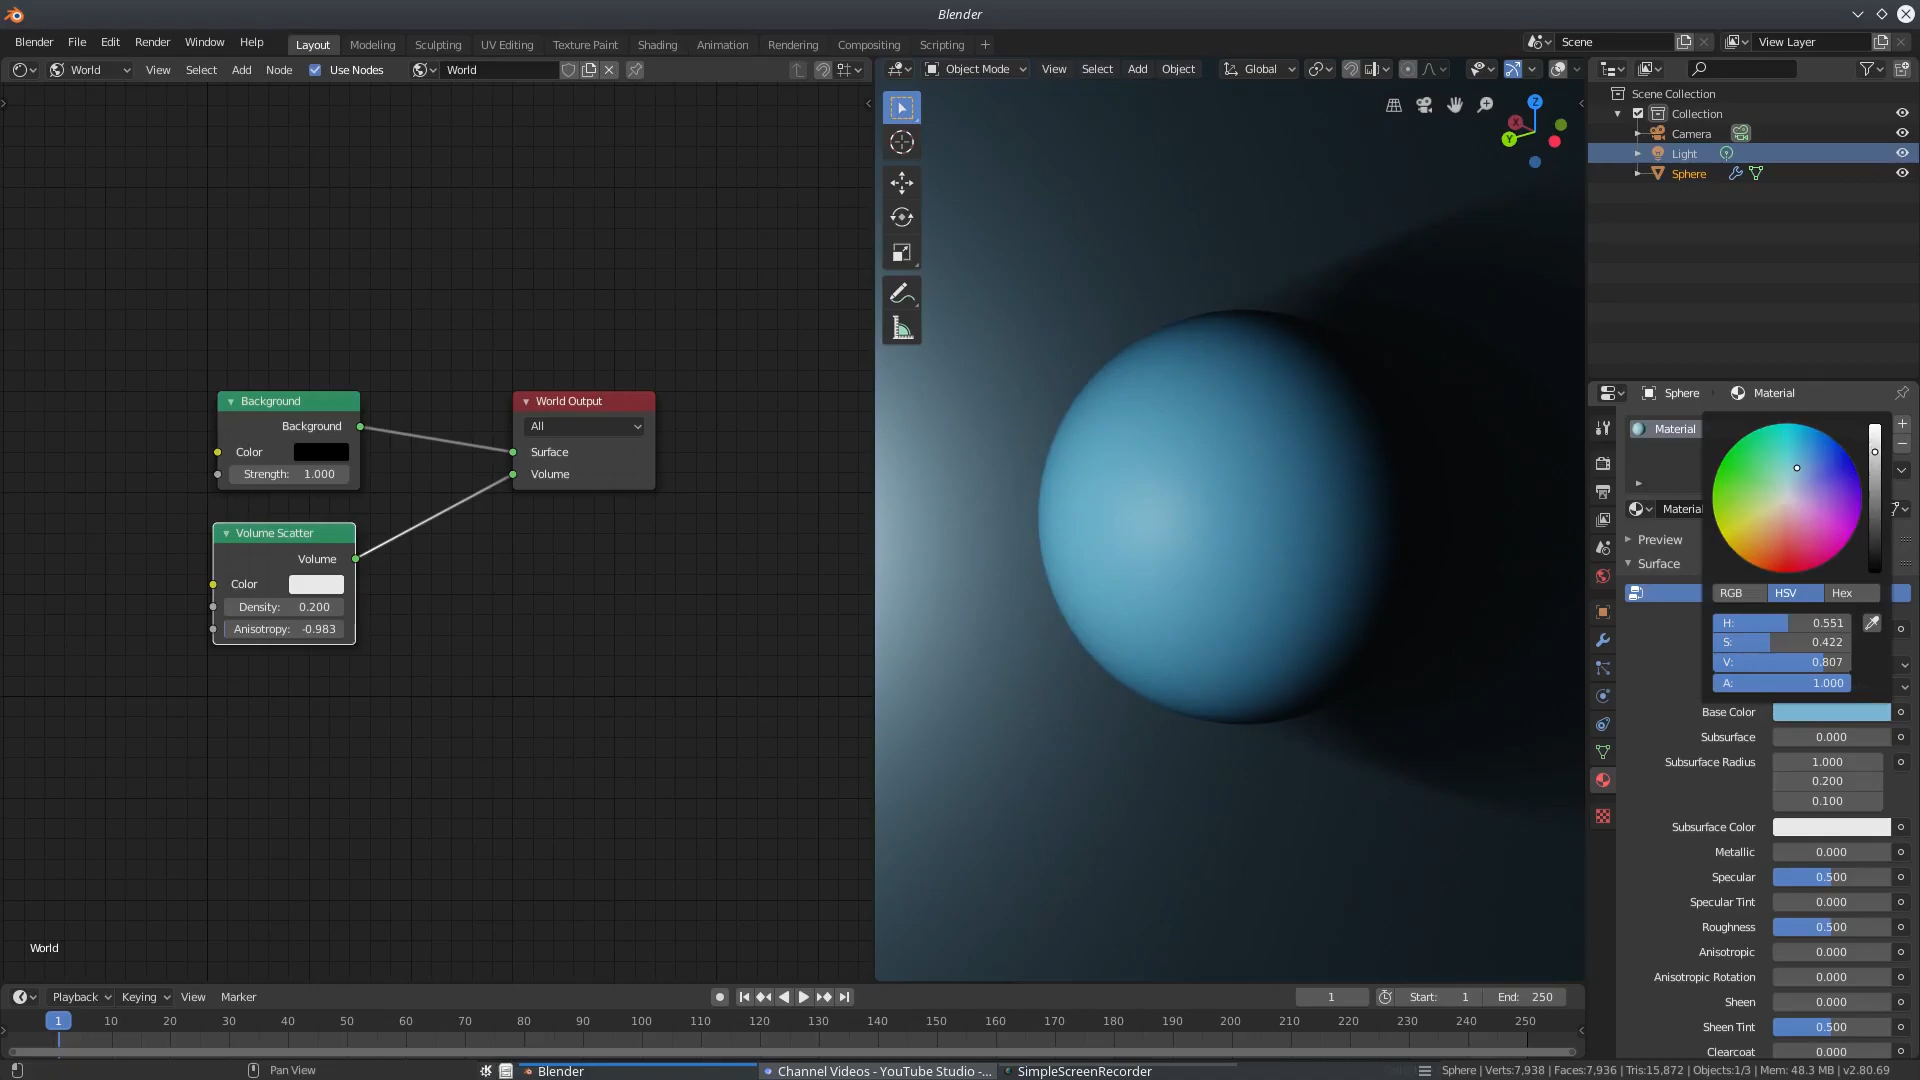 Blender
Blender File Edit Render Window Help Layout Modeling Sculpting UV Editing Texture Paint Shading Animation Rendering Compositing Scripting +
Scene
View Layer
World View Select Add Node Use Nodes World
Object Mode View Select Add Object Global
Z
X
Y
Scene Collection
Collection
Camera
Light
Sphere
Background
Background
Color
Strength: 1.000
World Output
All
Surface
Volume
Volume Scatter
Volume
Color
Density: 0.200
Anisotropy: -0.983
World
Sphere Material
Material
Material
Preview
Surface
RGB HSV Hex
H: 0.551
S: 0.422
V: 0.807
A: 1.000
Base Color
Subsurface 0.000
Subsurface Radius 1.000
0.200
0.100
Subsurface Color
Metallic 0.000
Specular 0.500
Specular Tint 0.000
Roughness 0.500
Anisotropic 0.000
Anisotropic Rotation 0.000
Sheen 0.000
Sheen Tint 0.500
Clearcoat 0.000
Playback Keying View Marker
1 Start: 1 End: 250
1 10 20 30 40 50 60 70 80 90 100 110 120 130 140 150 160 170 180 190 200 210 220 230 240 250
Pan View
Blender
Channel Videos - YouTube Studio -...
SimpleScreenRecorder
Sphere | Verts:7,938 | Faces:7,936 | Tris:15,872 | Objects:1/3 | Mem: 48.3 MB | v2.80.69